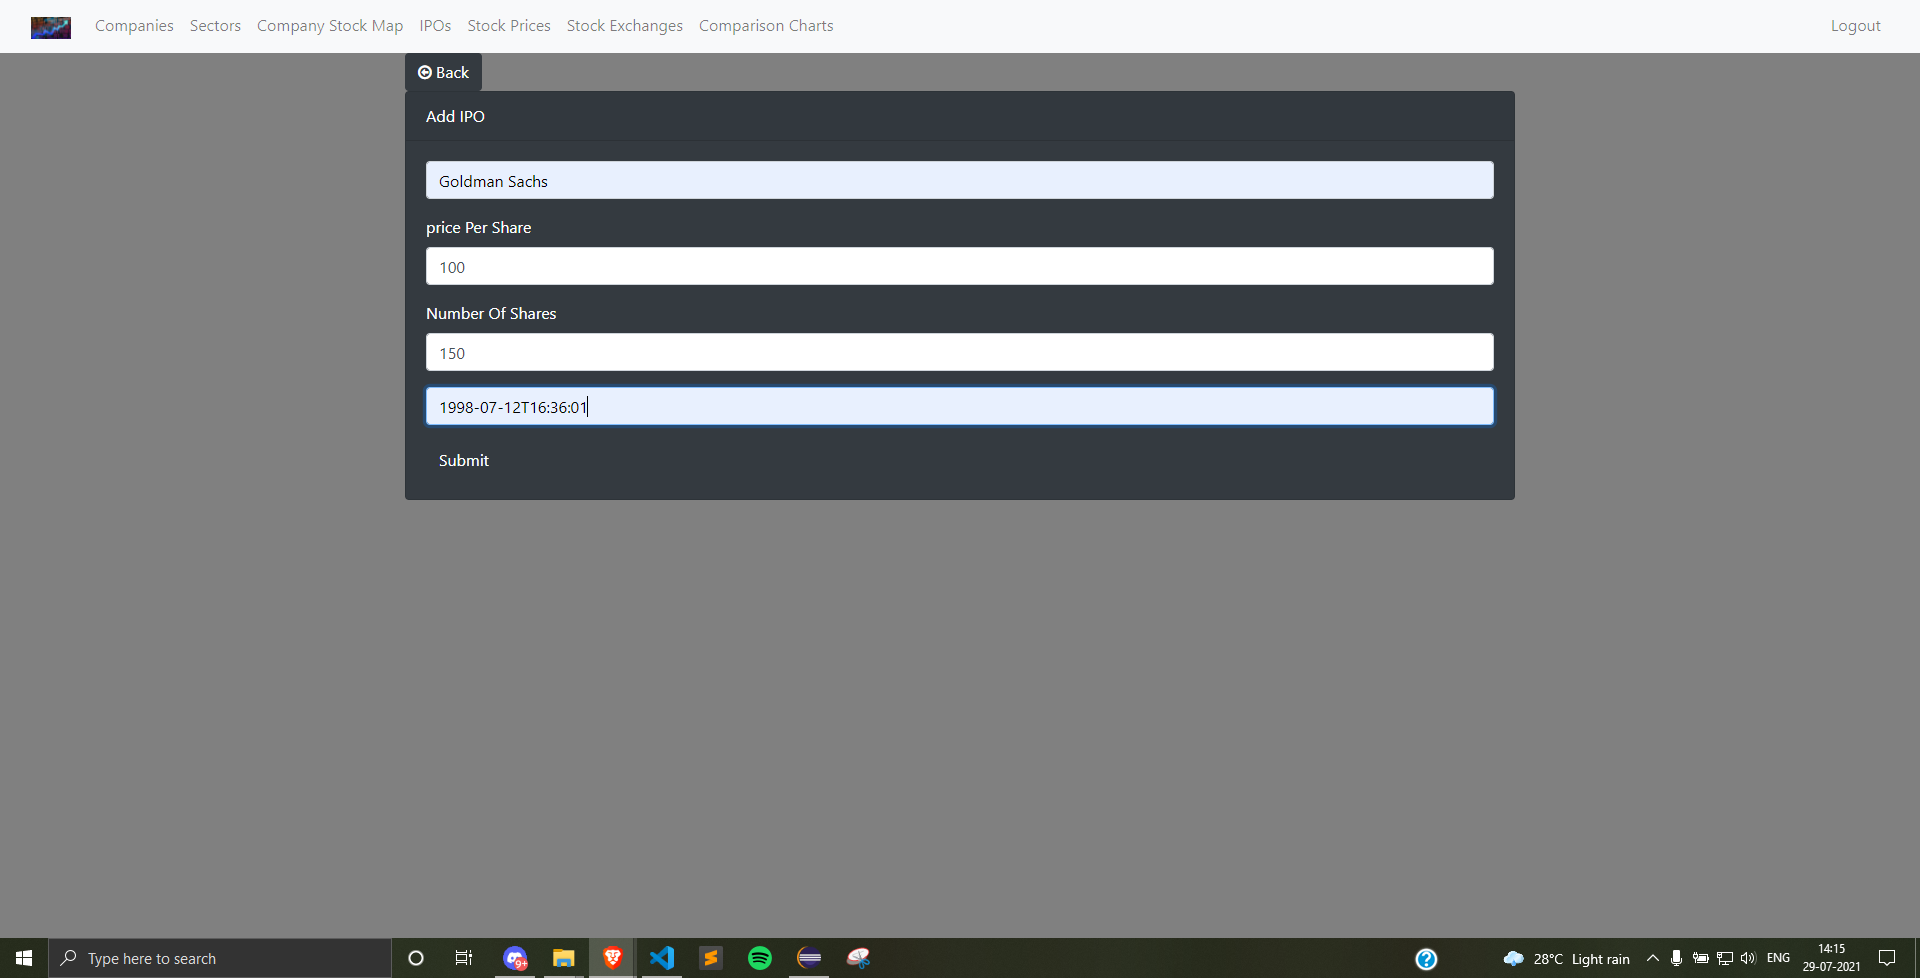 Companies Sectors Company Stock Map IPOs Stock Prices Stock Exchanges Comparison Charts Logout
Back
Add IPO
Goldman Sachs
price Per Share
100
Number Of Shares
150
1998-07-12T16:36:01
Submit
Type here to search
9+
28°C Light rain
ENG
14:15
29-07-2021